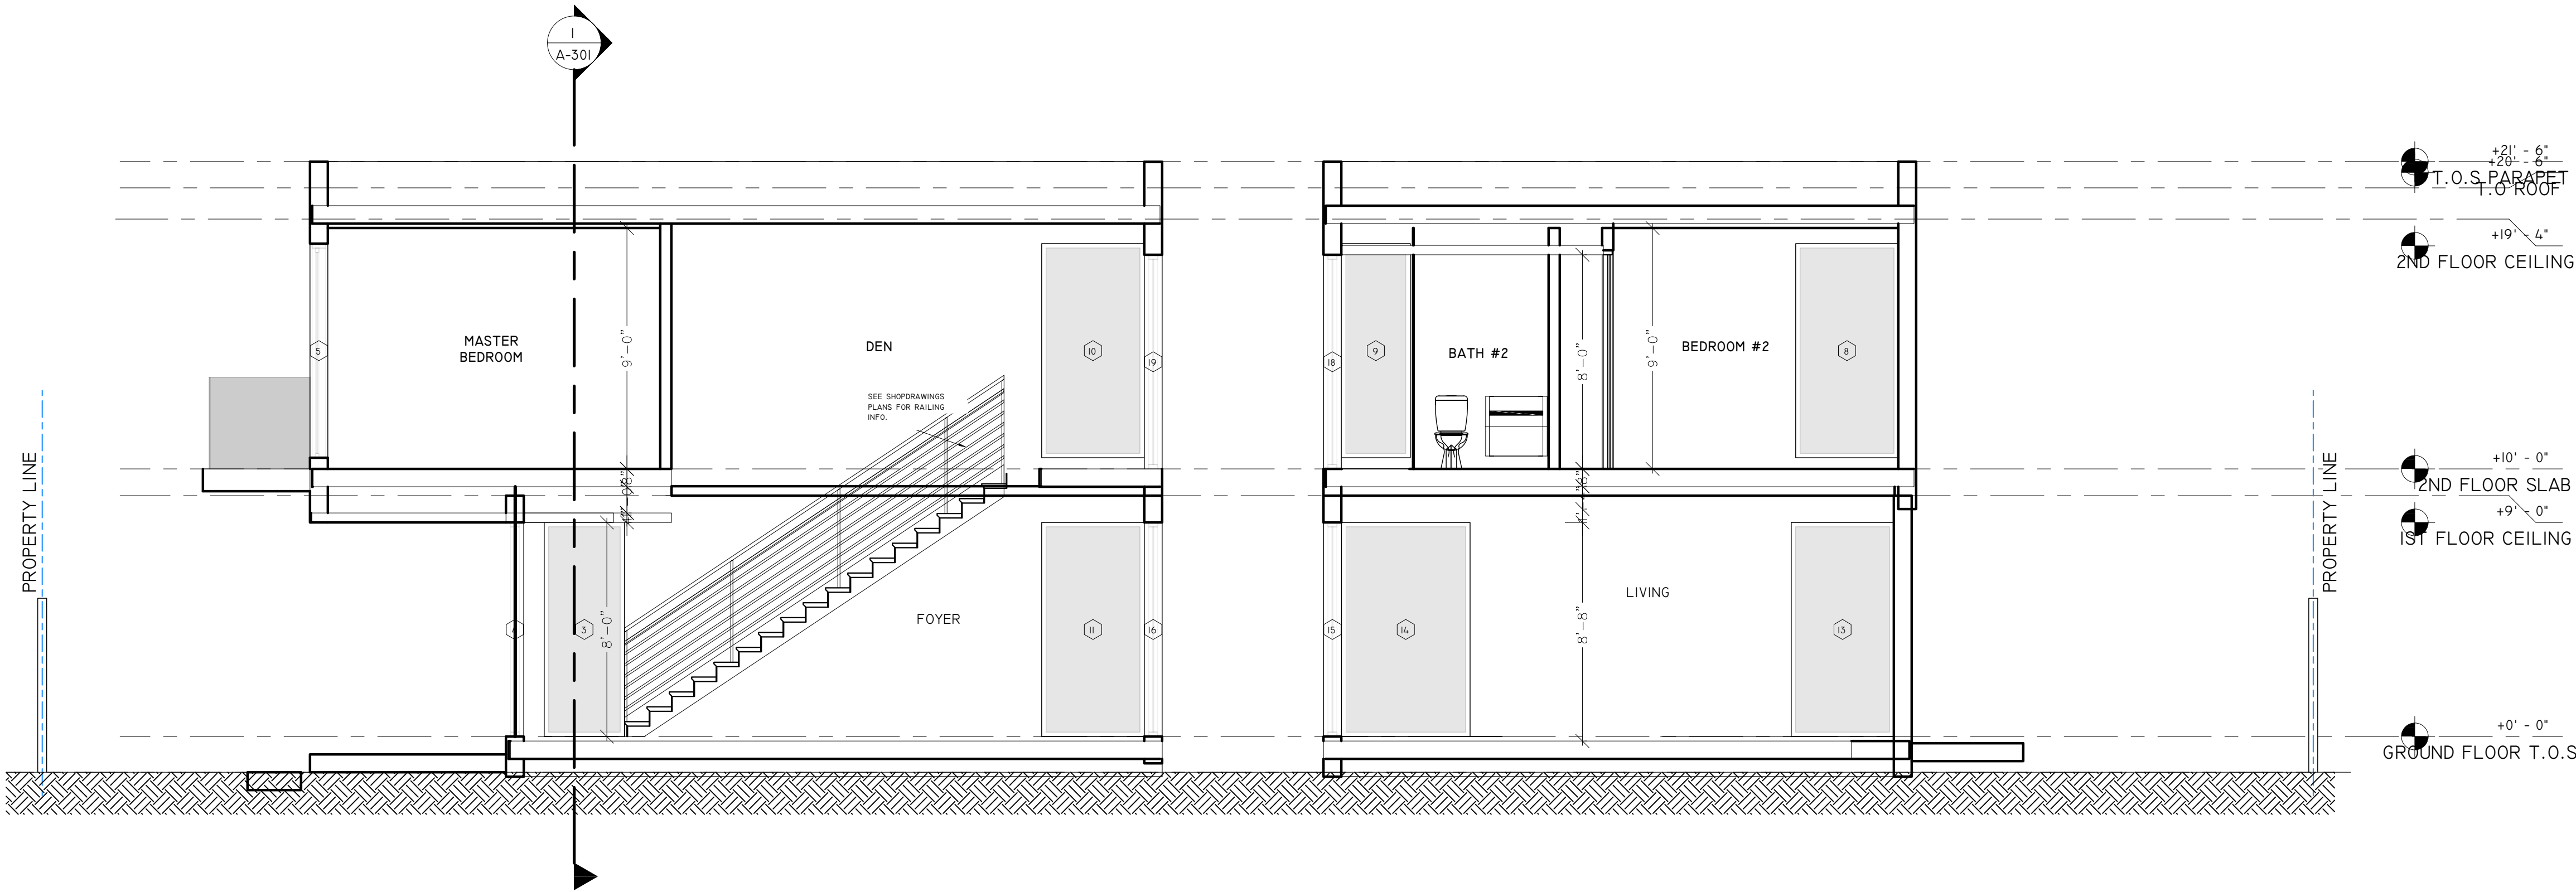 1
A-301
+21' - 6"
+20' - 6"
T.O.S PARAPET
T.O ROOF
+19' - 4"
2ND FLOOR CEILING
MASTER
BEDROOM
DEN
BATH #2
BEDROOM #2
5
10
19
18
9
8
9'-0"
8'-0"
9'-0"
SEE SHOPDRAWINGS
PLANS FOR RAILING
INFO.
PROPERTY LINE
PROPERTY LINE
+10' - 0"
2ND FLOOR SLAB
+9' - 0"
1ST FLOOR CEILING
FOYER
LIVING
3
8'-0"
11
16
15
14
8'-8"
13
+0' - 0"
GROUND FLOOR T.O.S